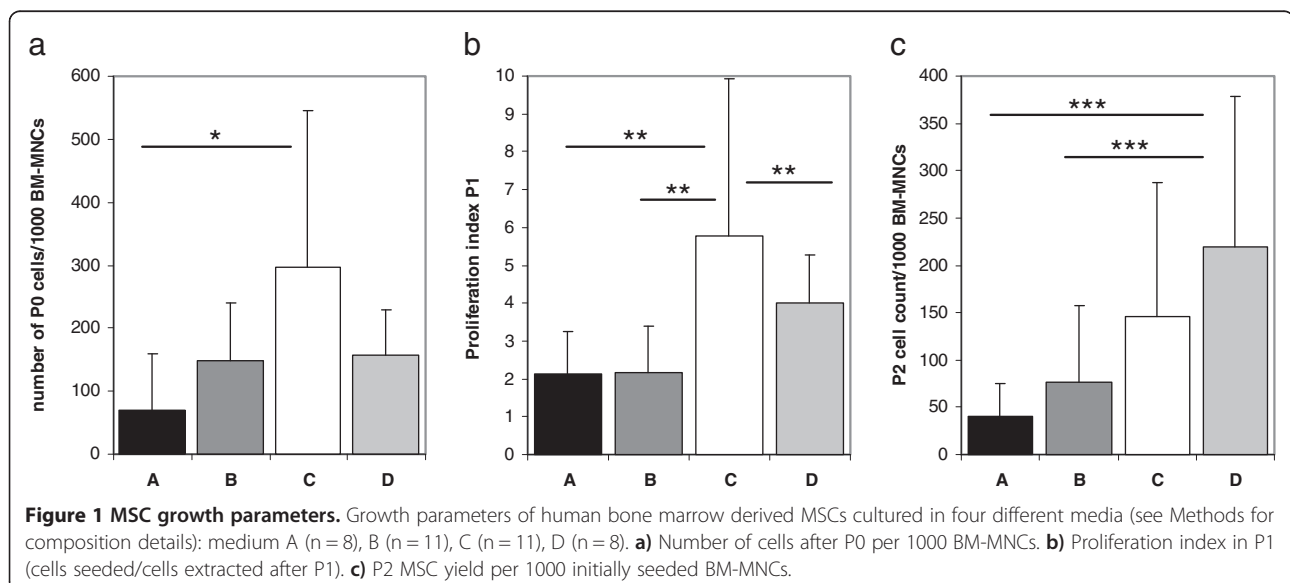 a
number of P0 cells/1000 BM-MNCs
600
500
400
300
200
100
0
*
A B C D
b
Proliferation index P1
10
9
8
7
6
5
4
3
2
1
0
**
**
**
A B C D
c
P2 cell count/1000 BM-MNCs
400
350
300
250
200
150
100
50
0
***
***
A B C D
Figure 1 MSC growth parameters. Growth parameters of human bone marrow derived MSCs cultured in four different media (see Methods for
composition details): medium A (n = 8), B (n = 11), C (n = 11), D (n = 8). a) Number of cells after P0 per 1000 BM-MNCs. b) Proliferation index in P1
(cells seeded/cells extracted after P1). c) P2 MSC yield per 1000 initially seeded BM-MNCs.